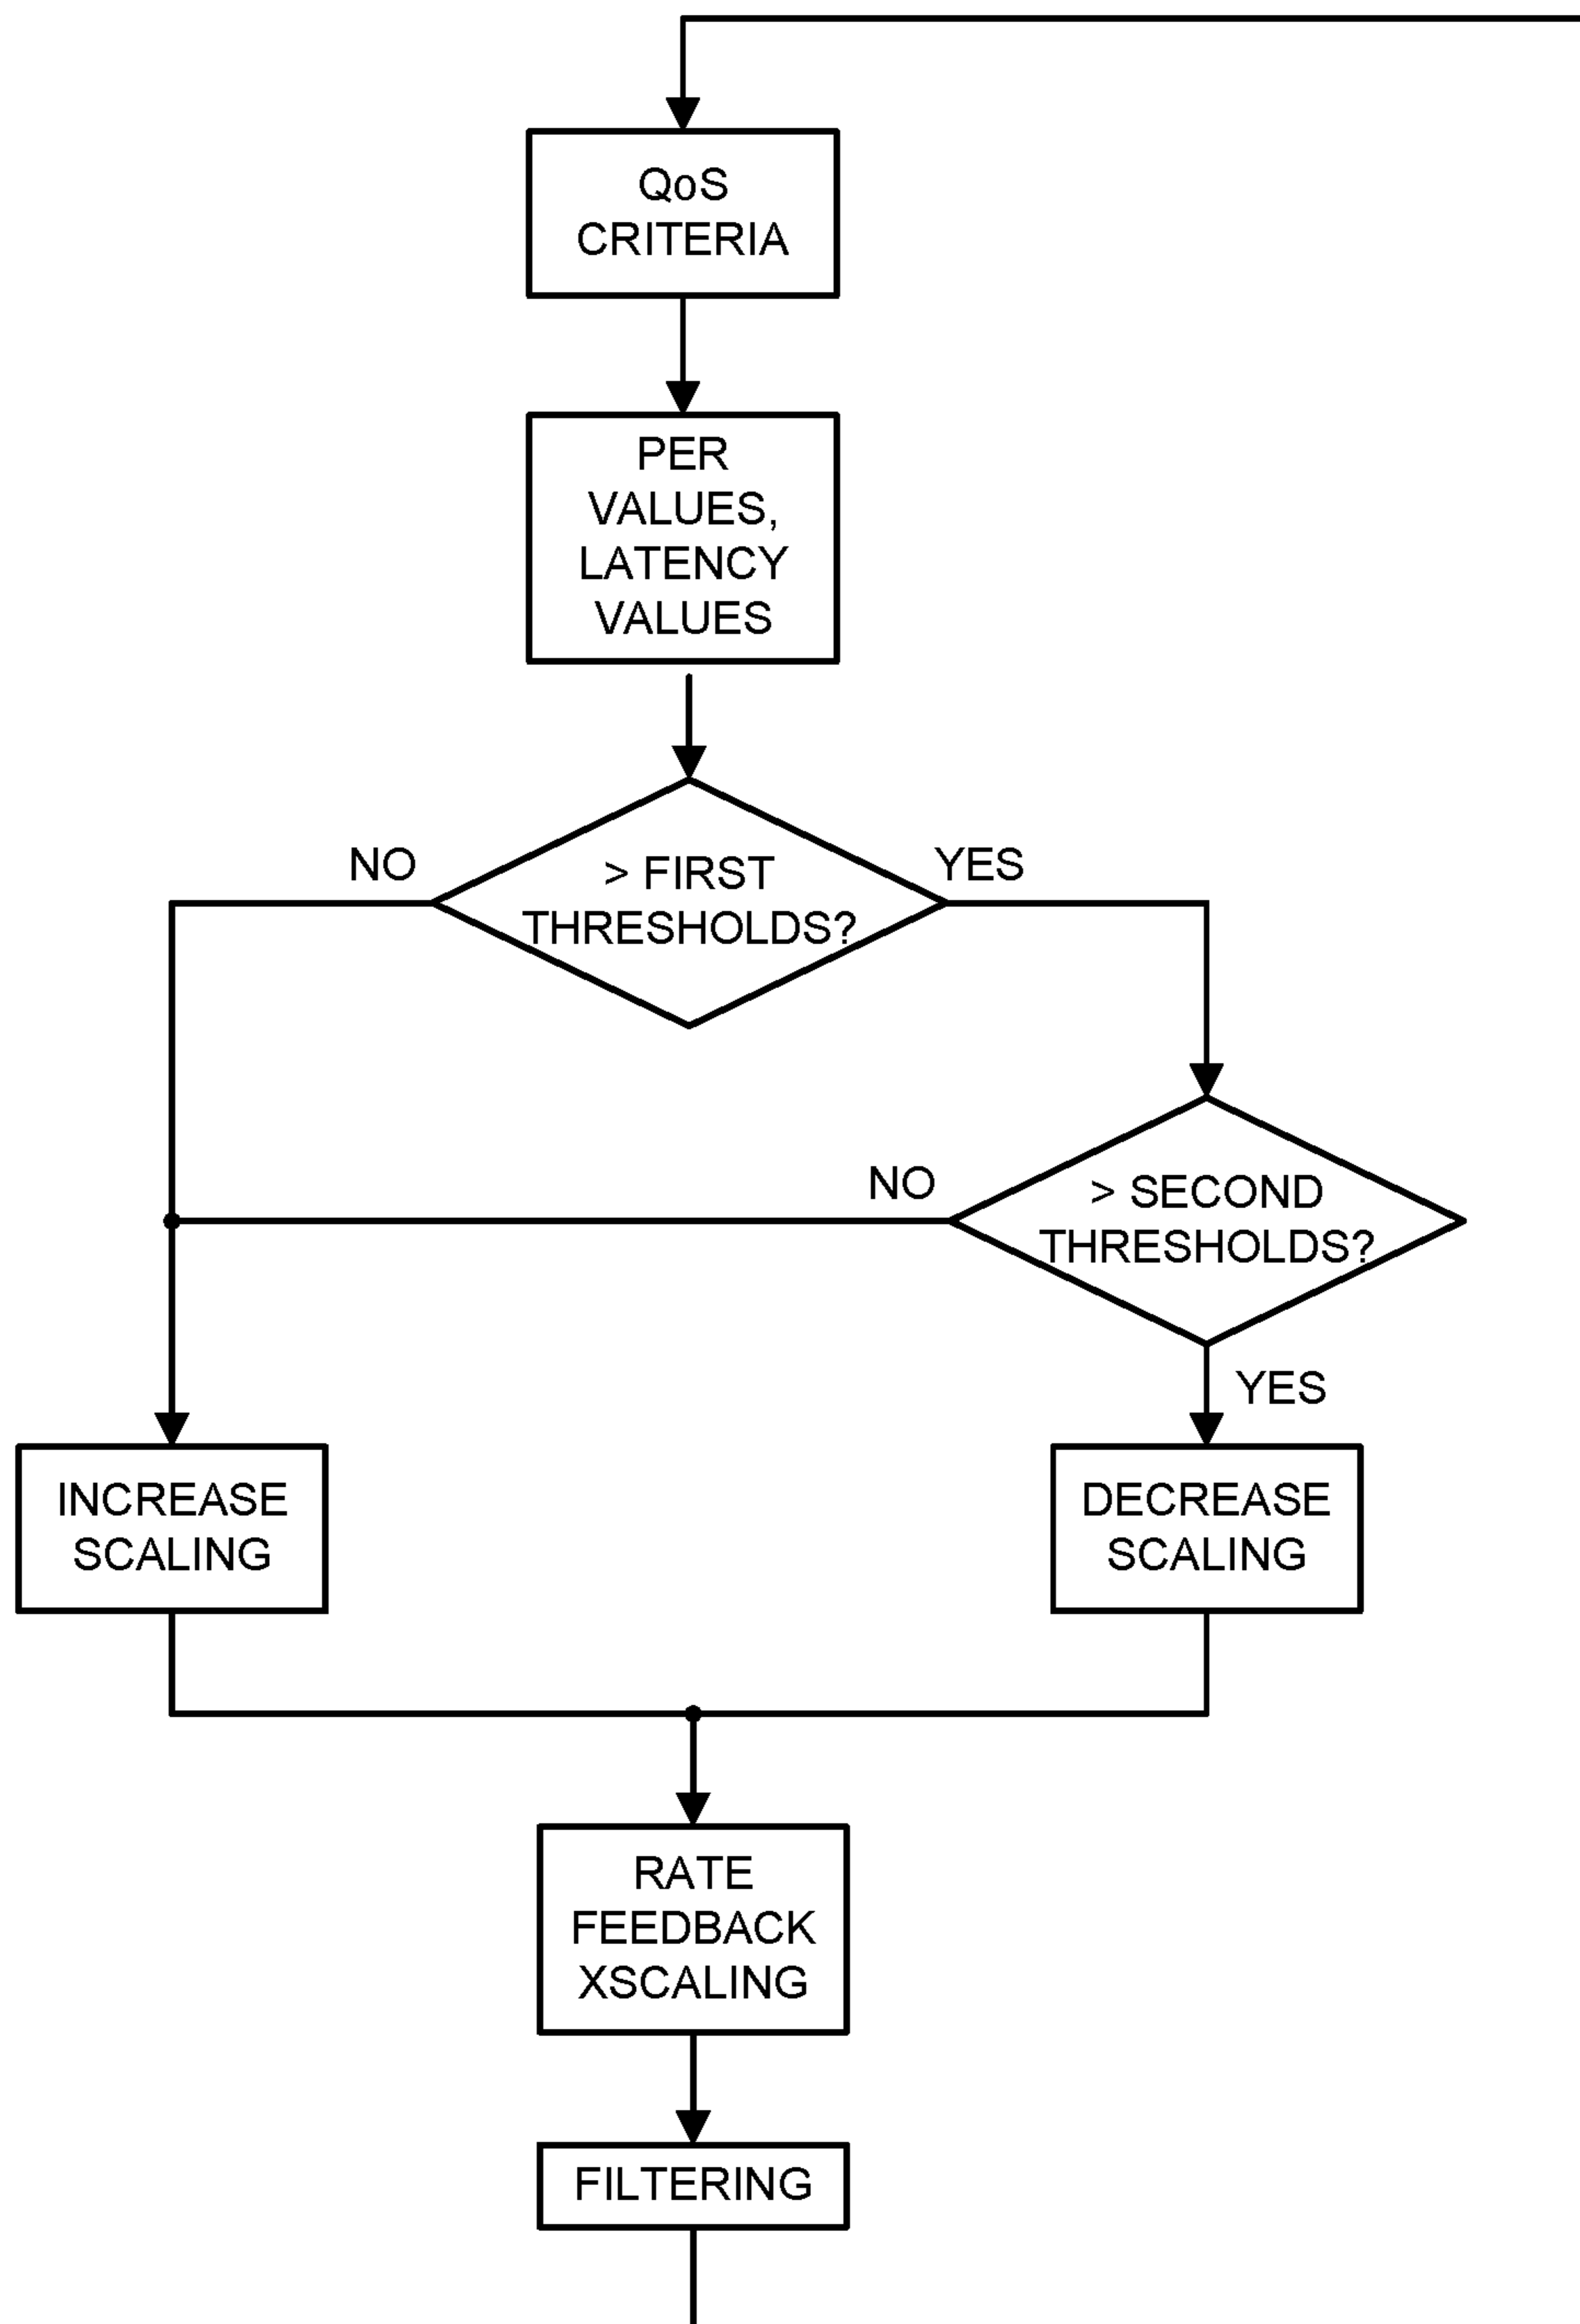 QoS
CRITERIA
PER
VALUES,
LATENCY
VALUES
NO
> FIRST
THRESHOLDS?
YES
NO
> SECOND
THRESHOLDS?
YES
INCREASE
SCALING
DECREASE
SCALING
RATE
FEEDBACK
XSCALING
FILTERING